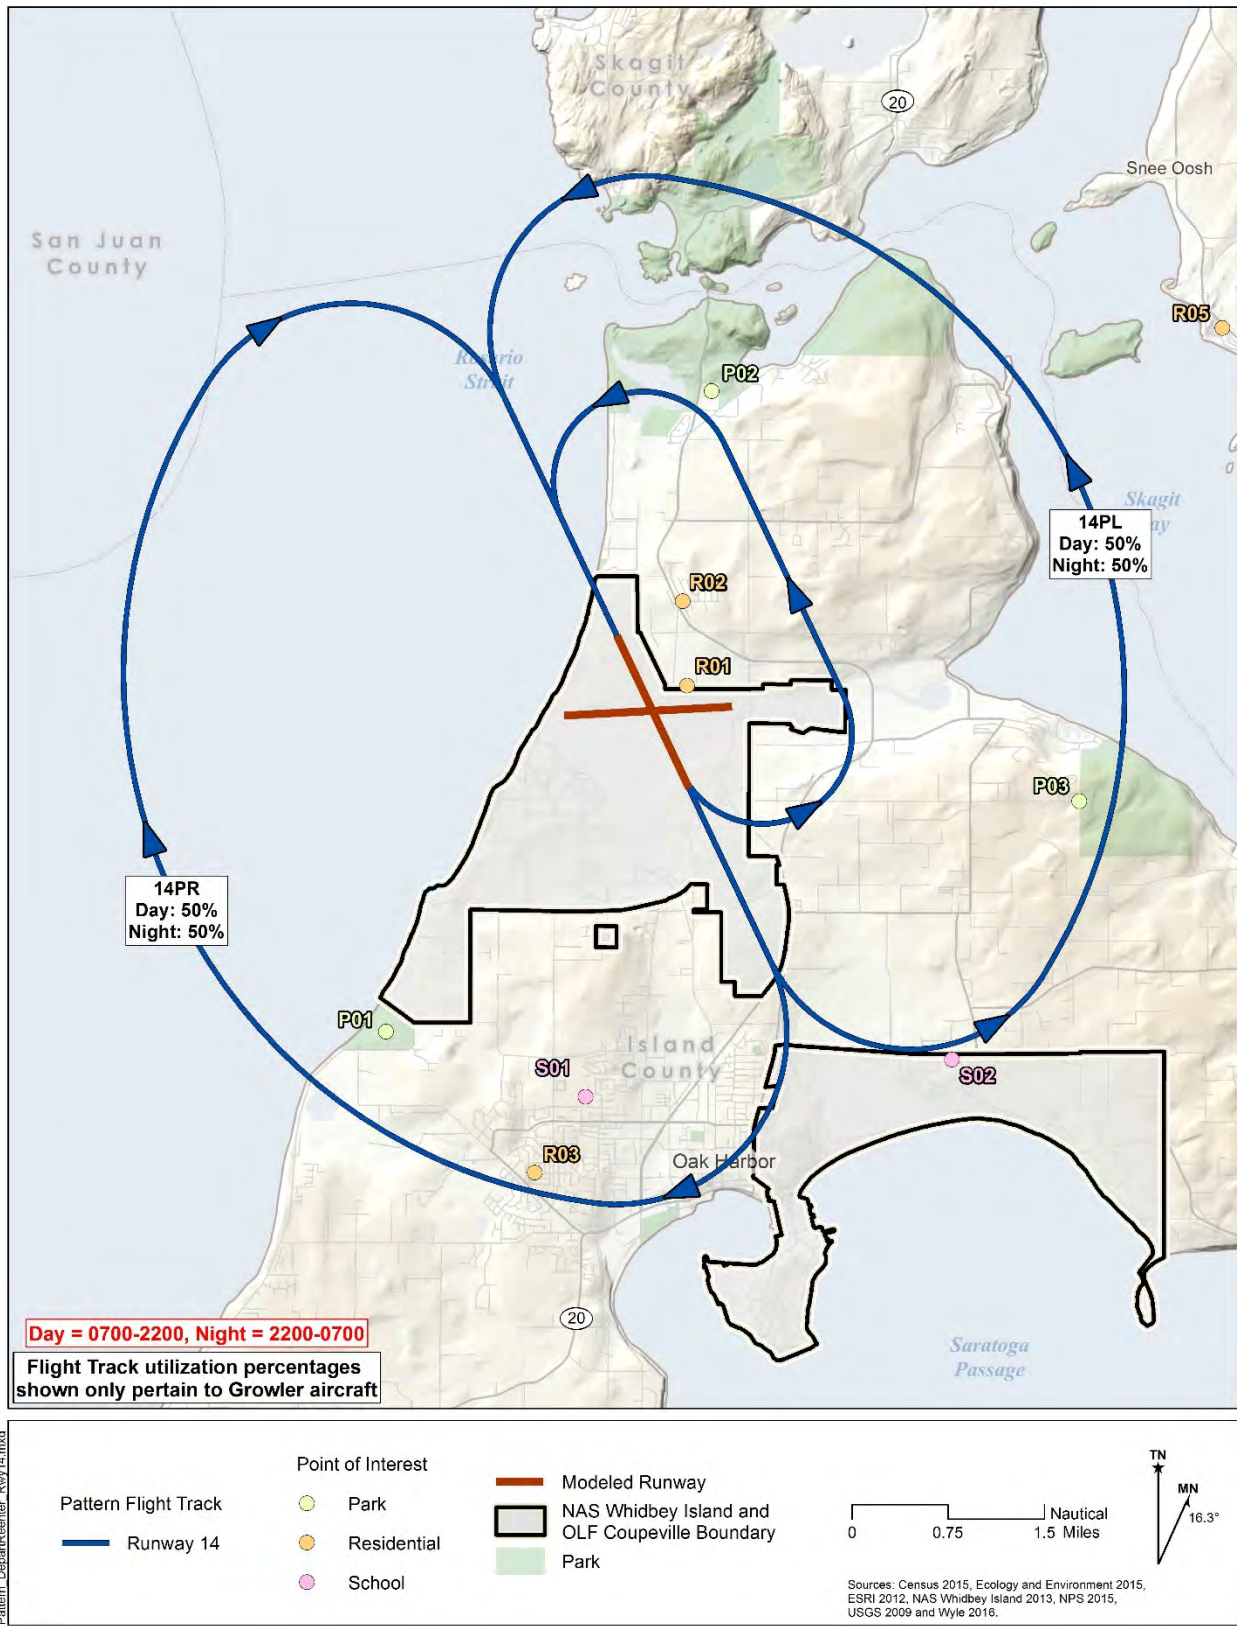 Skagit
County
20
Snee Oosh
San Juan
County
R05
Rosario
Strait
P02
Skagit
14PL
Day: 50%
Night: 50%
R02
R01
P03
14PR
Day: 50%
Night: 50%
P01
Island
County
S01
S02
R03
Oak Harbor
20
Day = 0700-2200, Night = 2200-0700
Flight Track utilization percentages
shown only pertain to Growler aircraft
Saratoga
Passage
Pattern_DepartReenter_Rwy14.mxd
Pattern Flight Track
Runway 14
Point of Interest
Park
Residential
School
Modeled Runway
NAS Whidbey Island and
OLF Coupeville Boundary
Park
0 0.75 1.5 Nautical Miles
TN
MN
16.3°
Sources: Census 2015, Ecology and Environment 2015,
ESRI 2012, NAS Whidbey Island 2013, NPS 2015,
USGS 2009 and Wyle 2016.